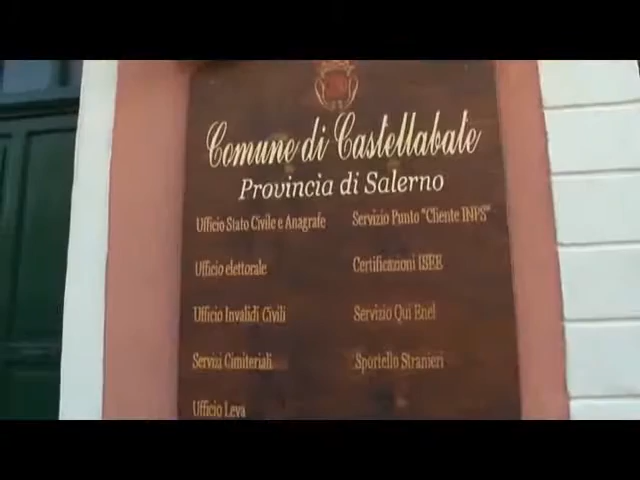 Comune di Castellabate
Provincia di Salerno
Ufficio Stato Civile e Anagrafe
Servizio Punto "Cliente INPS"
Ufficio elettorale
Certificazioni ISEE
Ufficio Invalidi Civili
Servizio Qui Enel
Servizi Cimiteriali
Sportello Stranieri
Ufficio Leva